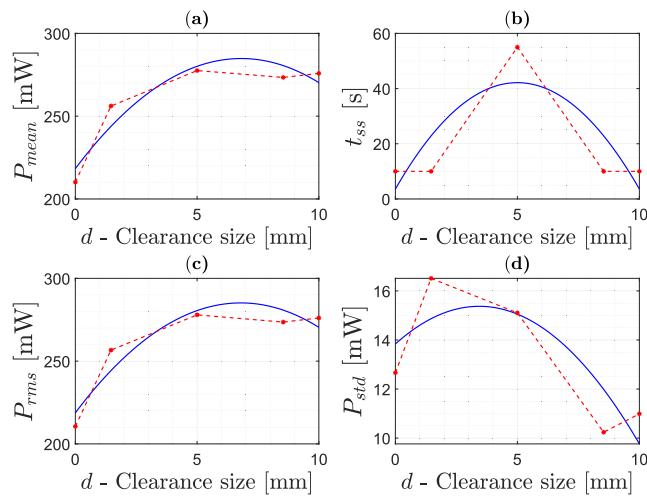 (a)
300
250
200
P_mean [mW]
0 5 10
d - Clearance size [mm]
(b)
60
40
20
0
t_ss [s]
0 5 10
d - Clearance size [mm]
(c)
300
250
200
P_rms [mW]
0 5 10
d - Clearance size [mm]
(d)
16
14
12
10
P_std [mW]
0 5 10
d - Clearance size [mm]